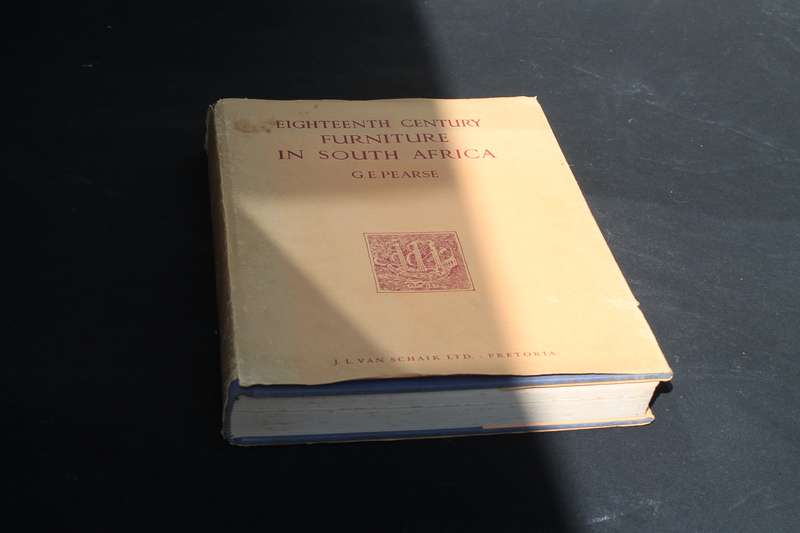 EIGHTEENTH CENTURY
FURNITURE
IN SOUTH AFRICA
G.E. PEARSE
J. L. VAN SCHAIK LTD. - PRETORIA